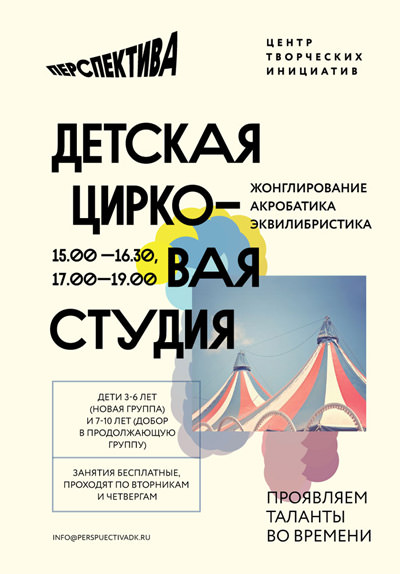 ПЕРСПЕКТИВА
ЦЕНТР
ТВОРЧЕСКИХ
ИНИЦИАТИВ
ДЕТСКАЯ
ЦИРКО—
ЖОНГЛИРОВАНИЕ
АКРОБАТИКА
ЭКВИЛИБРИСТИКА
15.00 —16.30,
17.00—19.00
ВАЯ
СТУДИЯ
ДЕТИ 3-6 ЛЕТ
(НОВАЯ ГРУППА)
И 7-10 ЛЕТ (ДОБОР
В ПРОДОЛЖАЮЩУЮ
ГРУППУ)
ЗАНЯТИЯ БЕСПЛАТНЫЕ,
ПРОХОДЯТ ПО ВТОРНИКАМ
И ЧЕТВЕРГАМ
ПРОЯВЛЯЕМ
ТАЛАНТЫ
ВО ВРЕМЕНИ
INFO@PERSPUECTIVADK.RU